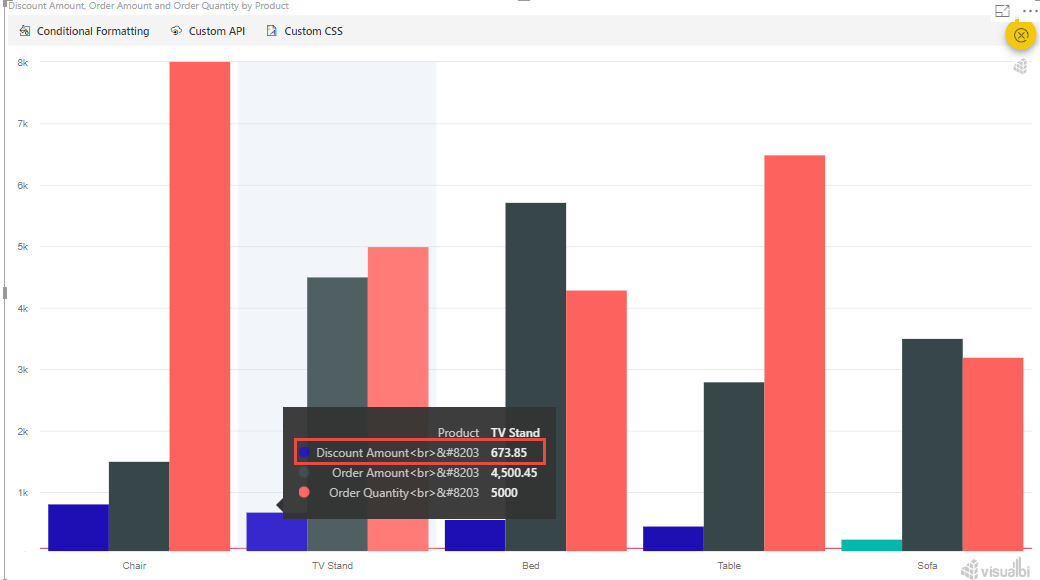 Discount Amount, Order Amount and Order Quantity by Product
Conditional Formatting Custom API Custom CSS
8k
7k
6k
5k
4k
3k
2k
1k
Product TV Stand
Discount Amount<br>&#8203 673.85
Order Amount<br>&#8203 4,500.45
Order Quantity<br>&#8203 5000
Chair TV Stand Bed Table Sofa
visualbi